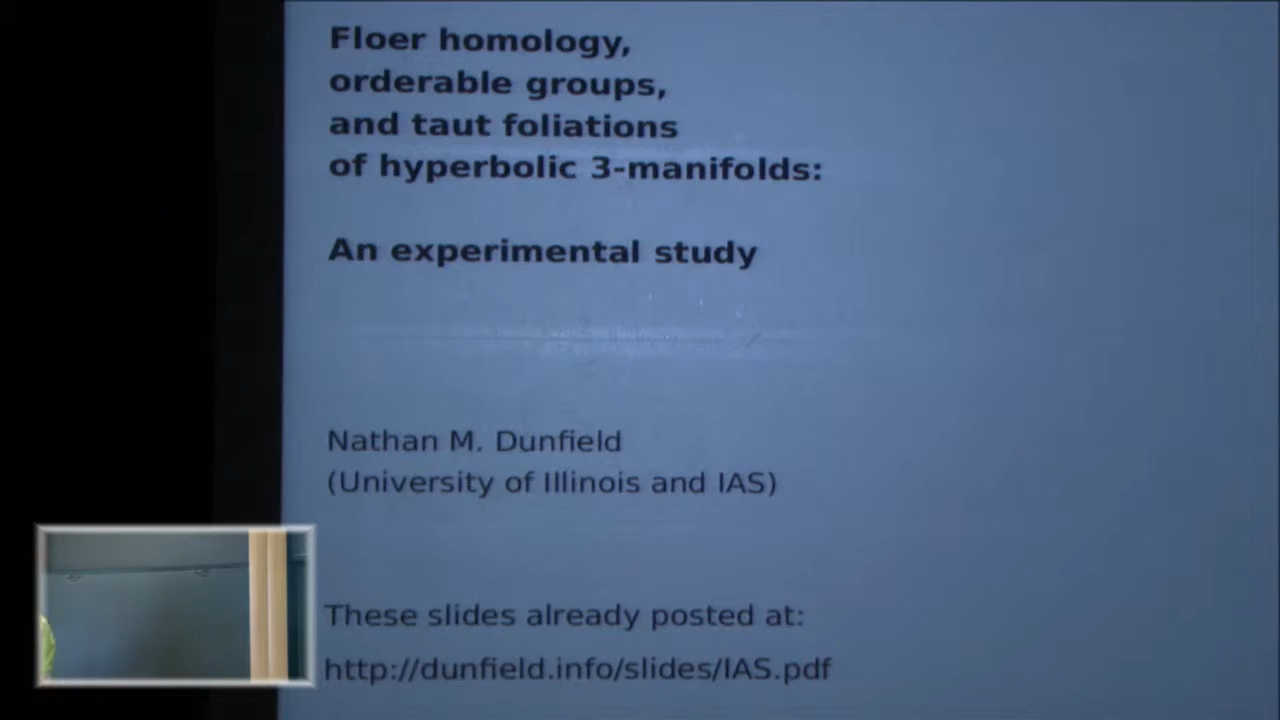 Floer homology,
orderable groups,
and taut foliations
of hyperbolic 3-manifolds:
An experimental study
Nathan M. Dunfield
(University of Illinois and IAS)
These slides already posted at:
http://dunfield.info/slides/IAS.pdf